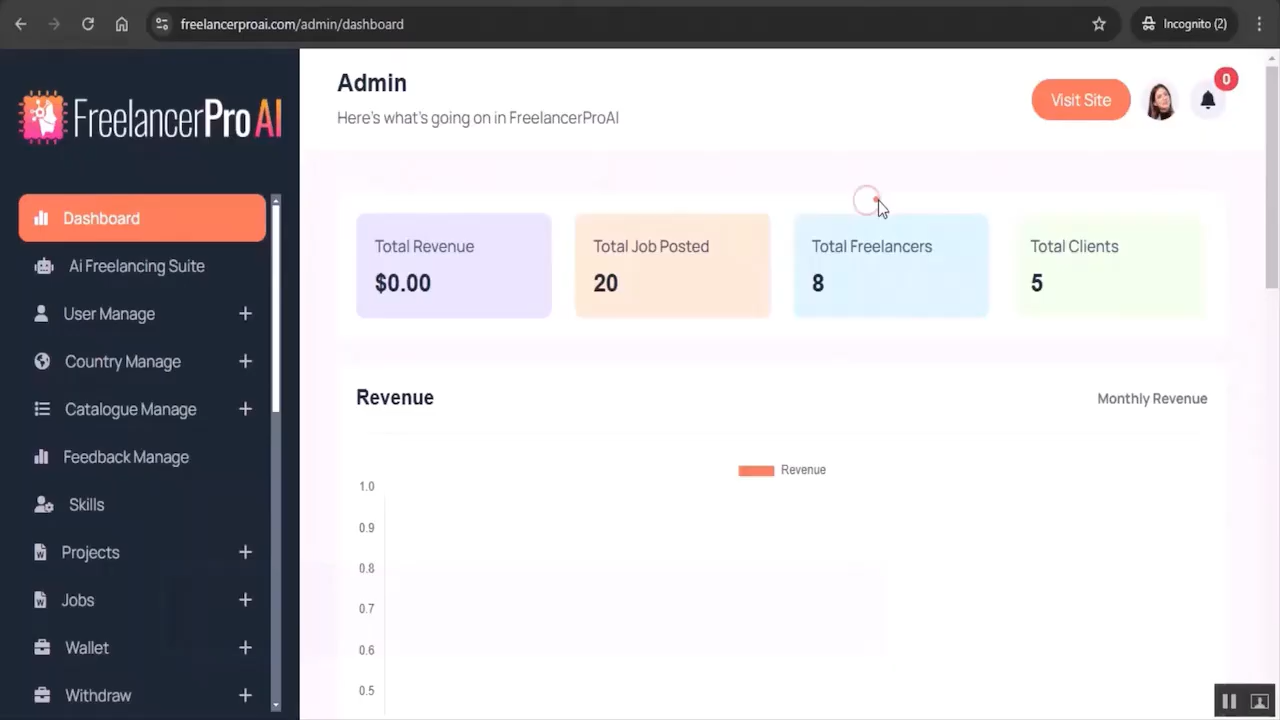 freelancerproai.com/admin/dashboard
Incognito (2)
FreelancerPro AI
Dashboard
Ai Freelancing Suite
User Manage
Country Manage
Catalogue Manage
Feedback Manage
Skills
Projects
Jobs
Wallet
Withdraw
Admin
Here's what's going on in FreelancerProAI
Visit Site
0
Total Revenue
$0.00
Total Job Posted
20
Total Freelancers
8
Total Clients
5
Revenue
Monthly Revenue
Revenue
1.0
0.9
0.8
0.7
0.6
0.5